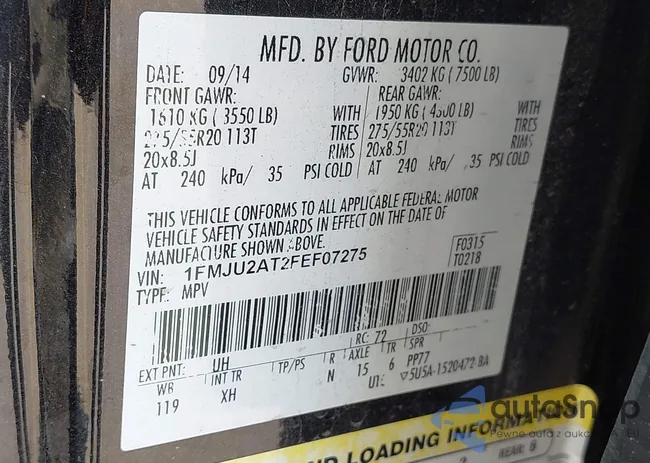 MFD. BY FORD MOTOR CO.
DATE: 09/14 GVWR: 3402 KG ( 7500 LB)
FRONT GAWR: REAR GAWR:
1610 KG ( 3550 LB) WITH 1950 KG ( 4300 LB) WITH
275/55R20 113T TIRES 275/55R20 113T TIRES
20x8.5J RIMS 20x8.5J RIMS
AT 240 kPa/ 35 PSI COLD AT 240 kPa/ 35 PSI COLD
THIS VEHICLE CONFORMS TO ALL APPLICABLE FEDERAL MOTOR
VEHICLE SAFETY STANDARDS IN EFFECT ON THE DATE OF
MANUFACTURE SHOWN ABOVE.
VIN: 1FMJU2AT2FEF07275 F0315
TYPE: MPV T0218
EXT PNT: UH RC: 72 DSO:
WB INT TR TP/PS R AXLE TR SPR
119 XH N 15 6 PP77
5U5A-1520472-BA
autoSnap
Pewne auta z aukcji
AND LOADING INFORMA
REAR: